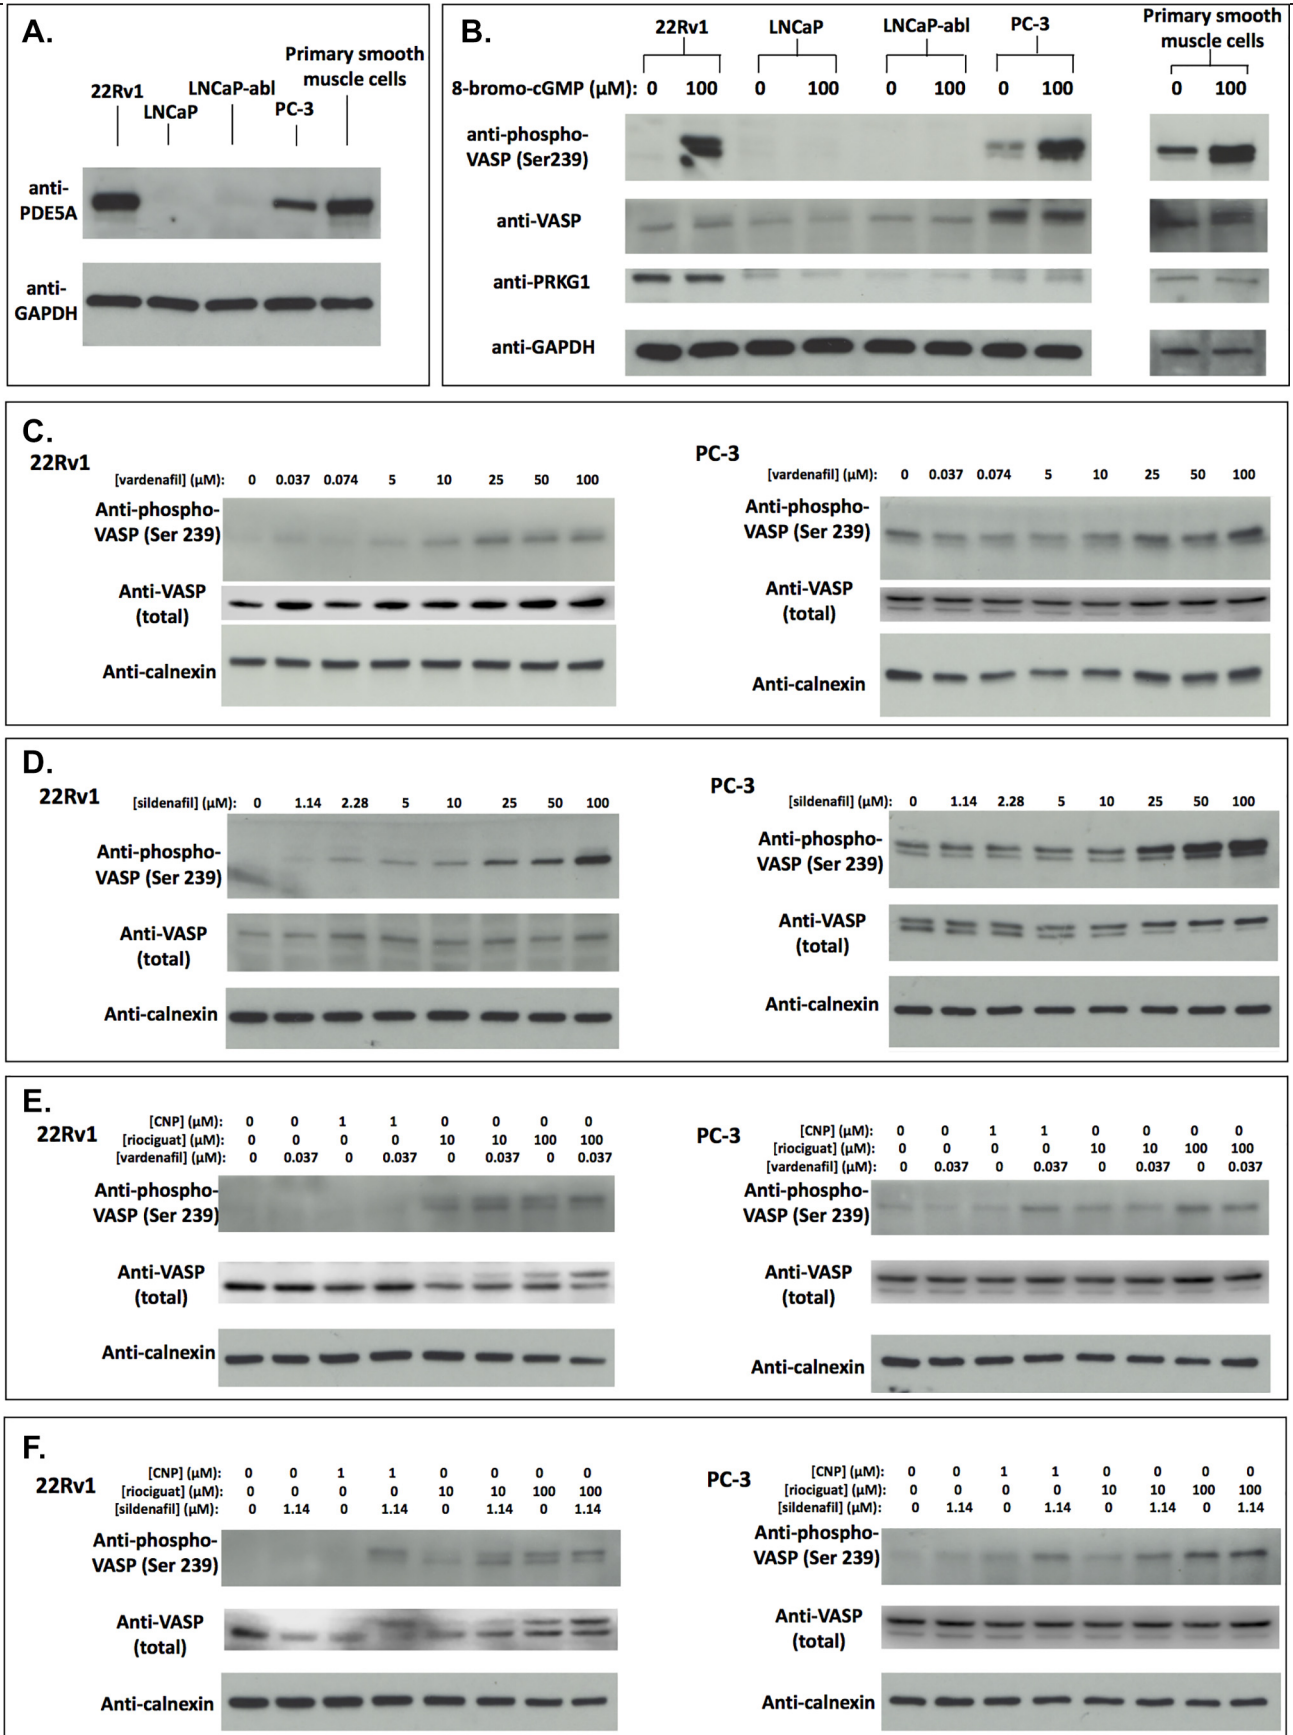 A.
Primary smooth
muscle cells
LNCaP-abl
22Rv1
LNCaP
PC-3
anti-
PDE5A
anti-
GAPDH
B.
22Rv1 LNCaP LNCaP-abl PC-3 Primary smooth
muscle cells
8-bromo-cGMP (µM): 0 100 0 100 0 100 0 100 0 100
anti-phospho-
VASP (Ser239)
anti-VASP
anti-PRKG1
anti-GAPDH
C.
22Rv1
[vardenafil] (µM): 0 0.037 0.074 5 10 25 50 100
Anti-phospho-
VASP (Ser 239)
Anti-VASP
(total)
Anti-calnexin
PC-3
[vardenafil] (µM): 0 0.037 0.074 5 10 25 50 100
Anti-phospho-
VASP (Ser 239)
Anti-VASP
(total)
Anti-calnexin
D.
22Rv1
[sildenafil] (µM): 0 1.14 2.28 5 10 25 50 100
Anti-phospho-
VASP (Ser 239)
Anti-VASP
(total)
Anti-calnexin
PC-3
[sildenafil] (µM): 0 1.14 2.28 5 10 25 50 100
Anti-phospho-
VASP (Ser 239)
Anti-VASP
(total)
Anti-calnexin
E.
22Rv1
[CNP] (µM): 0 0 1 1 0 0 0 0
[riociguat] (µM): 0 0 0 0 10 10 100 100
[vardenafil] (µM): 0 0.037 0 0.037 0 0.037 0 0.037
Anti-phospho-
VASP (Ser 239)
Anti-VASP
(total)
Anti-calnexin
PC-3
[CNP] (µM): 0 0 1 1 0 0 0 0
[riociguat] (µM): 0 0 0 0 10 10 100 100
[vardenafil] (µM): 0 0.037 0 0.037 0 0.037 0 0.037
Anti-phospho-
VASP (Ser 239)
Anti-VASP
(total)
Anti-calnexin
F.
22Rv1
[CNP] (µM): 0 0 1 1 0 0 0 0
[riociguat] (µM): 0 0 0 0 10 10 100 100
[sildenafil] (µM): 0 1.14 0 1.14 0 1.14 0 1.14
Anti-phospho-
VASP (Ser 239)
Anti-VASP
(total)
Anti-calnexin
PC-3
[CNP] (µM): 0 0 1 1 0 0 0 0
[riociguat] (µM): 0 0 0 0 10 10 100 100
[sildenafil] (µM): 0 1.14 0 1.14 0 1.14 0 1.14
Anti-phospho-
VASP (Ser 239)
Anti-VASP
(total)
Anti-calnexin